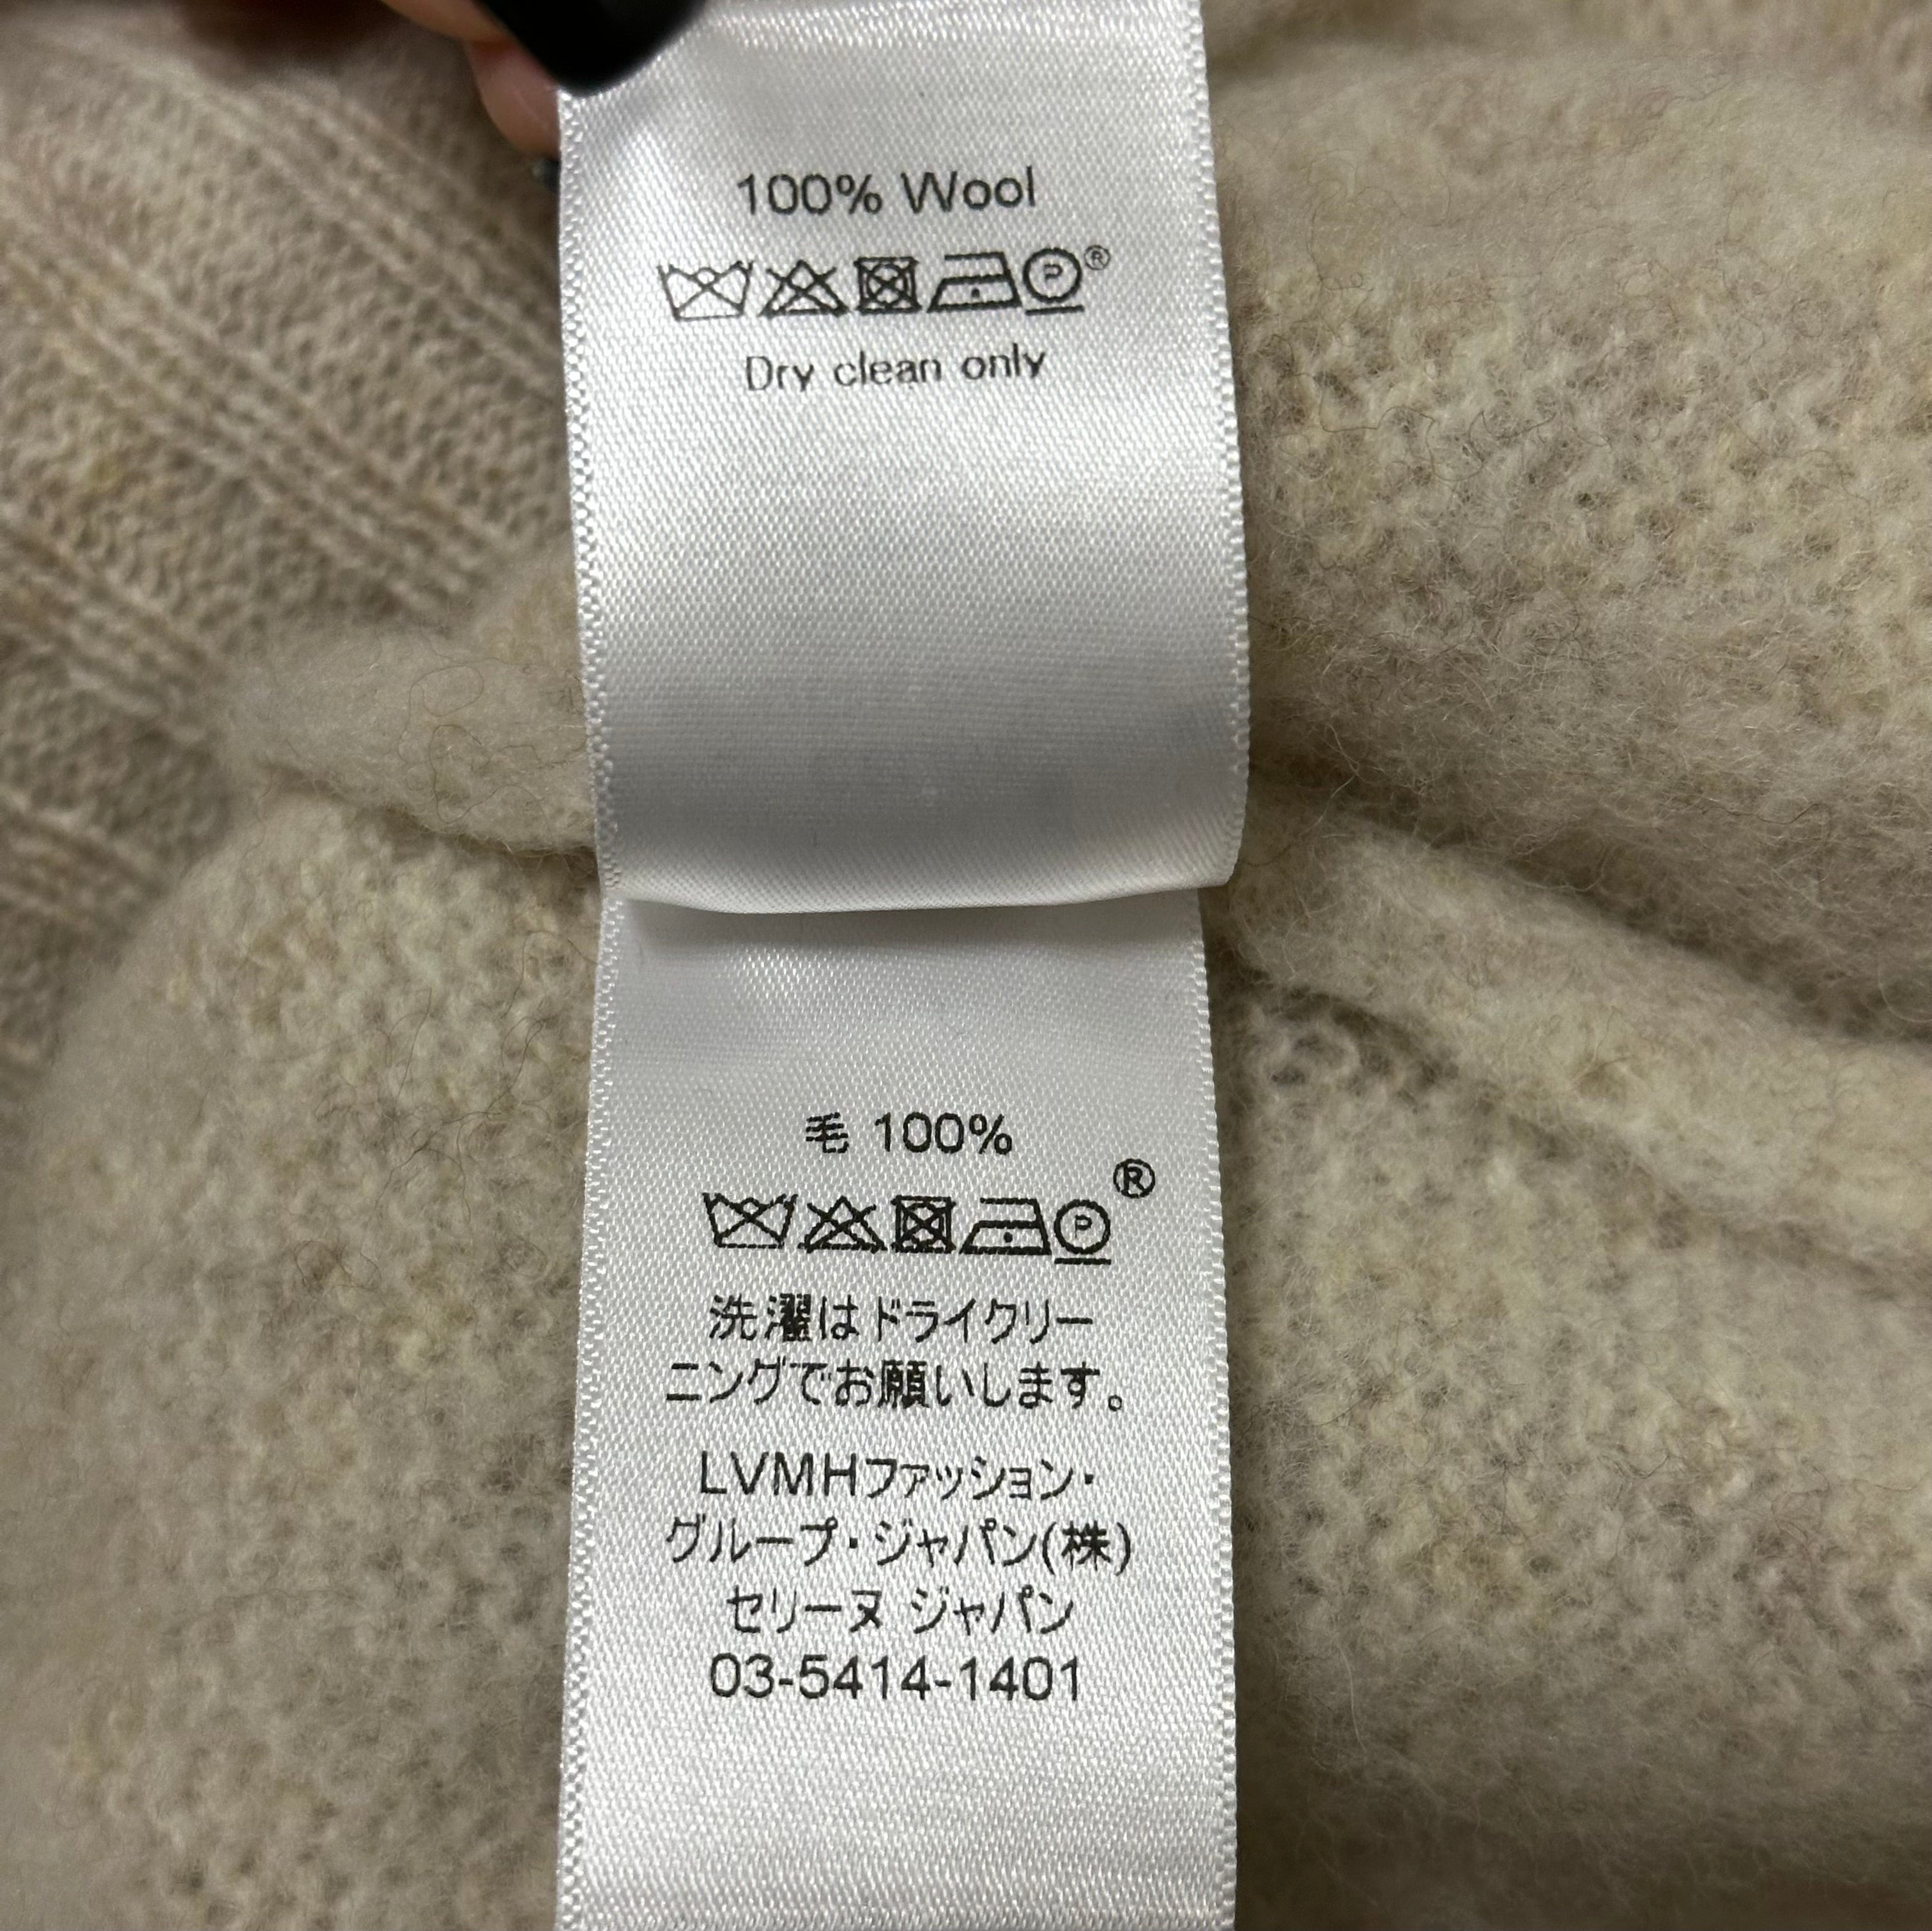 100% Wool
P®
Dry clean only
毛 100%
P®
洗濯はドライクリー
ニングでお願いします。
LVMHファッション・
グループ・ジャパン(株)
セリーヌ ジャパン
03-5414-1401